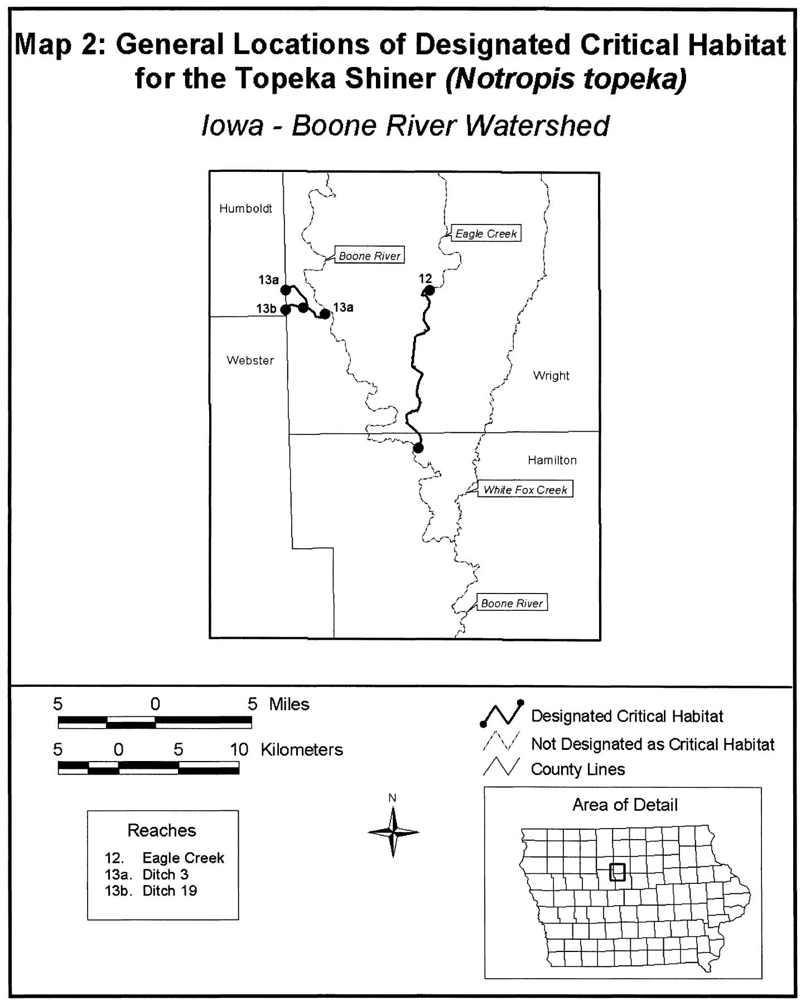 Map 2: General Locations of Designated Critical Habitat
for the Topeka Shiner (Notropis topeka)
Iowa - Boone River Watershed
Humboldt
Eagle Creek
Boone River
13a
12
13b
13a
Webster
Wright
Hamilton
White Fox Creek
Boone River
5 0 5 Miles
5 0 5 10 Kilometers
Designated Critical Habitat
Not Designated as Critical Habitat
County Lines
N
Area of Detail
Reaches
12. Eagle Creek
13a. Ditch 3
13b. Ditch 19